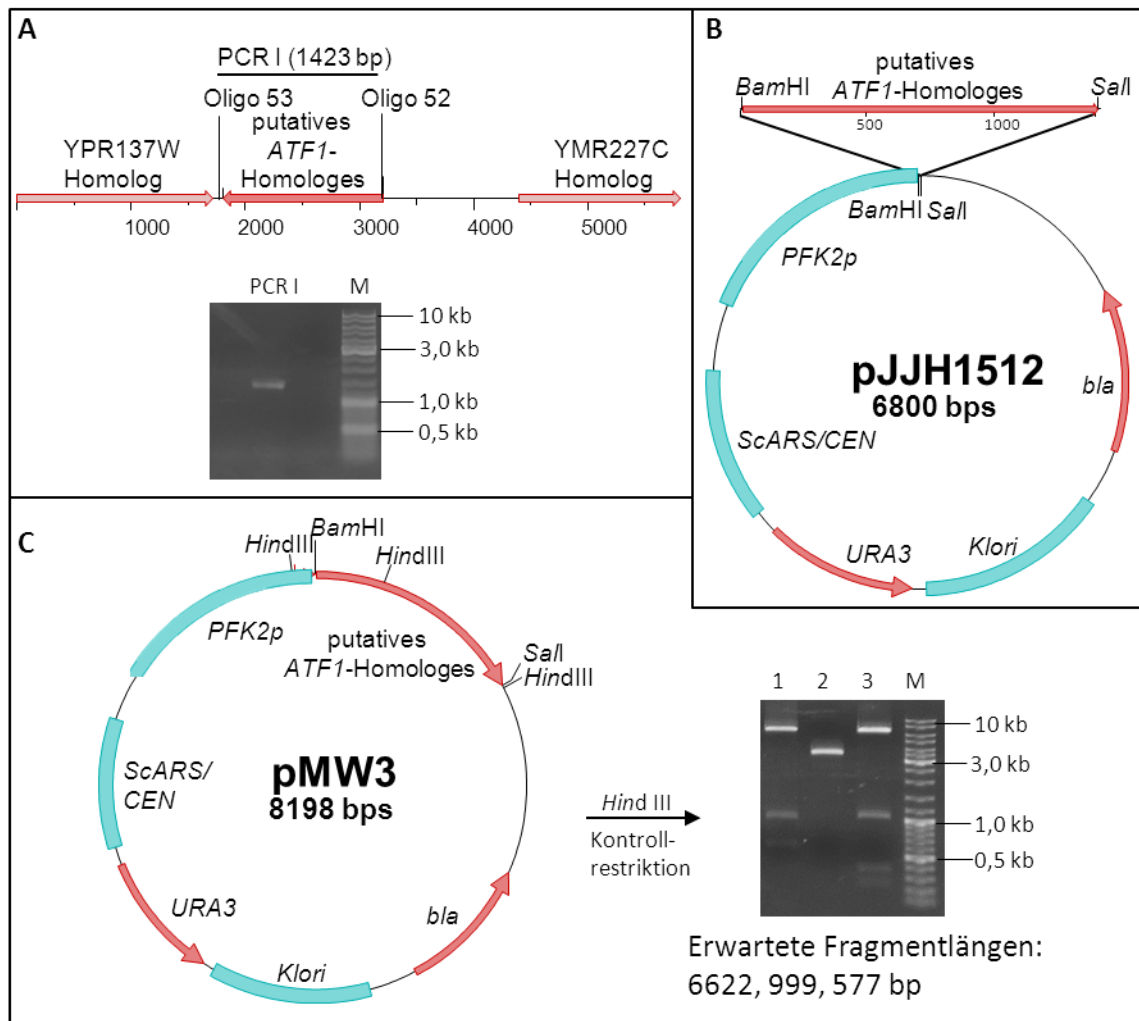 A
PCR I (1423 bp)
Oligo 53
Oligo 52
YPR137W
Homolog
putatives
ATF1-
Homologes
YMR227C
Homolog
1000
2000
3000
4000
5000
PCR I
M
10 kb
3,0 kb
1,0 kb
0,5 kb
B
putatives
BamHI
ATF1-Homologes
SalI
500
1000
BamHI
SalI
PFK2p
pJJH1512
6800 bps
bla
ScARS/CEN
URA3
Klori
C
BamHI
HindIII
HindIII
PFK2p
putatives
ATF1-Homologes
SalI
HindIII
ScARS/
CEN
pMW3
8198 bps
URA3
bla
Klori
Hind III
Kontroll-
restriktion
1 2 3 M
10 kb
3,0 kb
1,0 kb
0,5 kb
Erwartete Fragmentlängen:
6622, 999, 577 bp